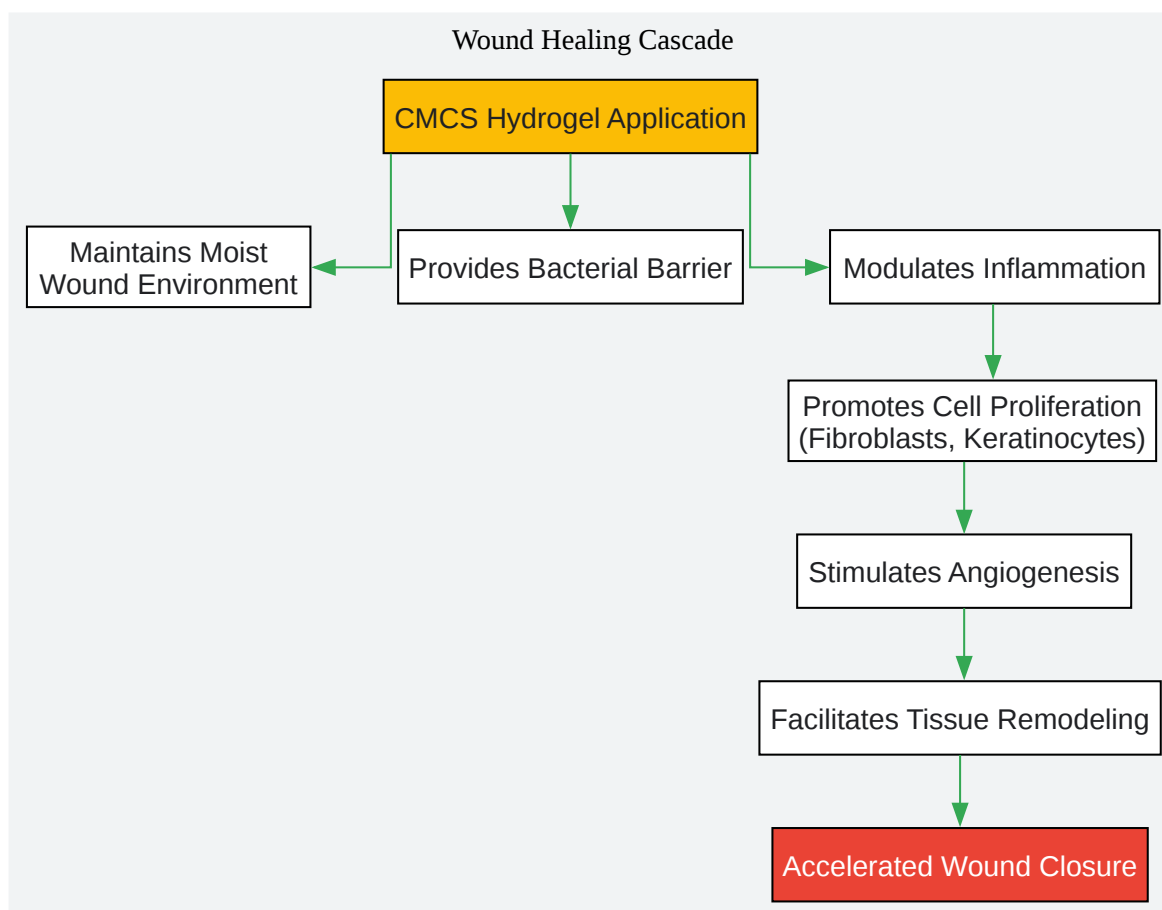 Wound Healing Cascade
CMCS Hydrogel Application
Maintains Moist
Wound Environment
Provides Bacterial Barrier
Modulates Inflammation
Promotes Cell Proliferation
(Fibroblasts, Keratinocytes)
Stimulates Angiogenesis
Facilitates Tissue Remodeling
Accelerated Wound Closure